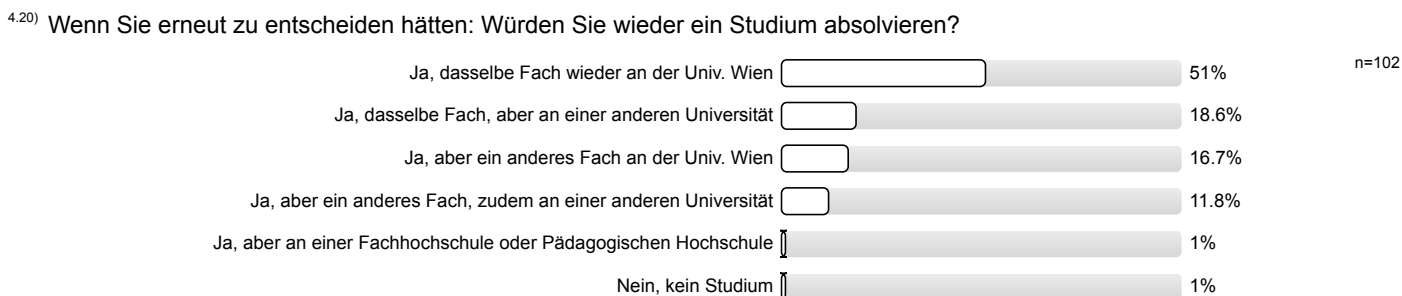 4.20) Wenn Sie erneut zu entscheiden hätten: Würden Sie wieder ein Studium absolvieren?
Ja, dasselbe Fach wieder an der Univ. Wien 51% n=102
Ja, dasselbe Fach, aber an einer anderen Universität 18.6%
Ja, aber ein anderes Fach an der Univ. Wien 16.7%
Ja, aber ein anderes Fach, zudem an einer anderen Universität 11.8%
Ja, aber an einer Fachhochschule oder Pädagogischen Hochschule 1%
Nein, kein Studium 1%